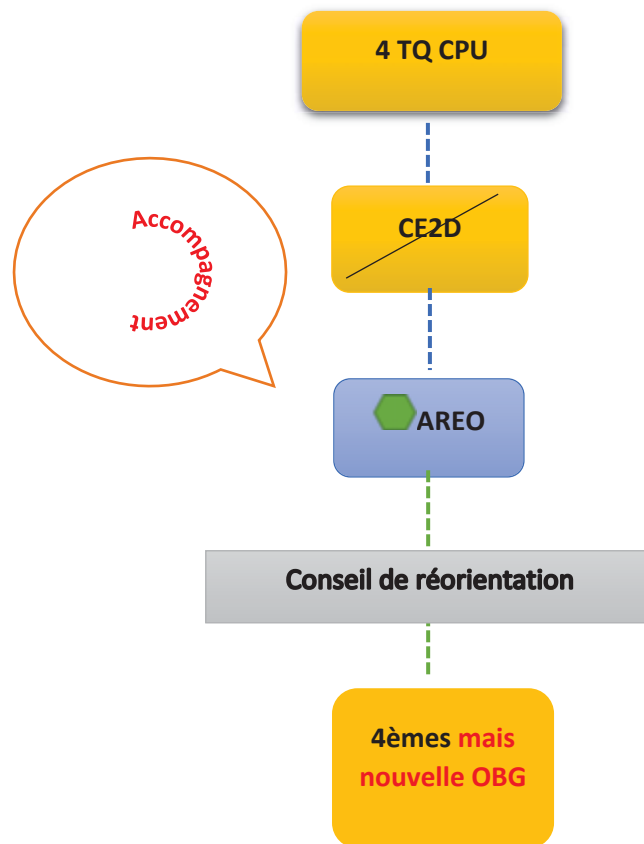 4 TQ CPU
CE2D
Accompagnement
AREO
Conseil de réorientation
4èmes mais
nouvelle OBG